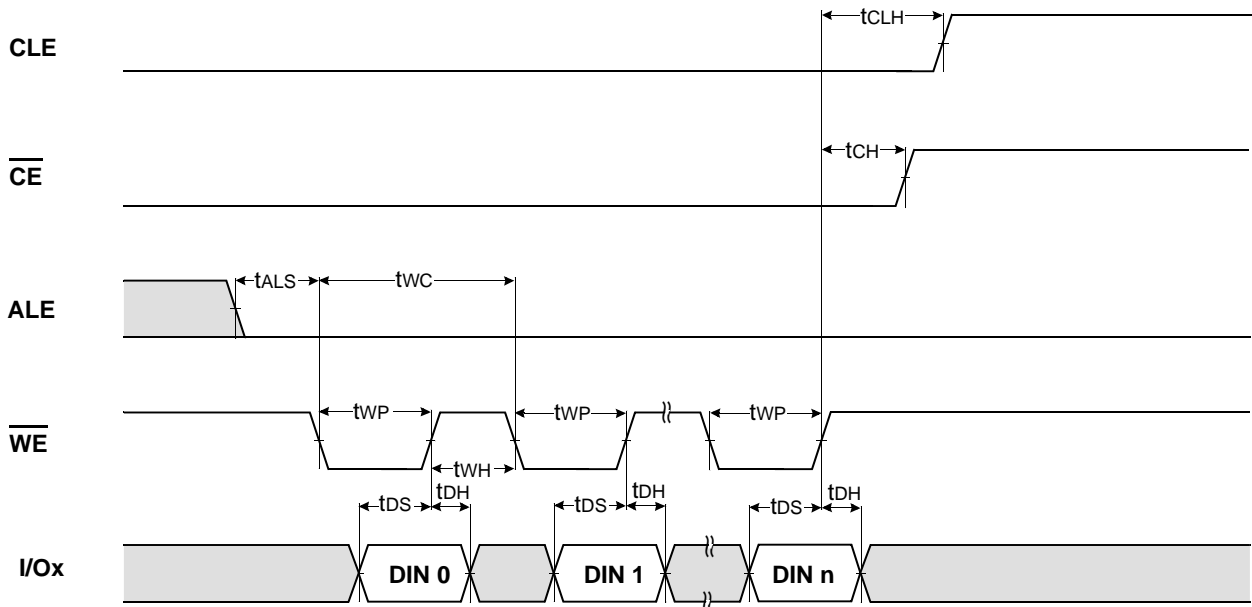 CLE
tCLH
CE
tCH
ALE
tALS
tWC
WE
tWP
tWP
tWP
tWH
tDS
tDH
tDS
tDH
tDS
tDH
I/Ox
DIN 0
DIN 1
DIN n